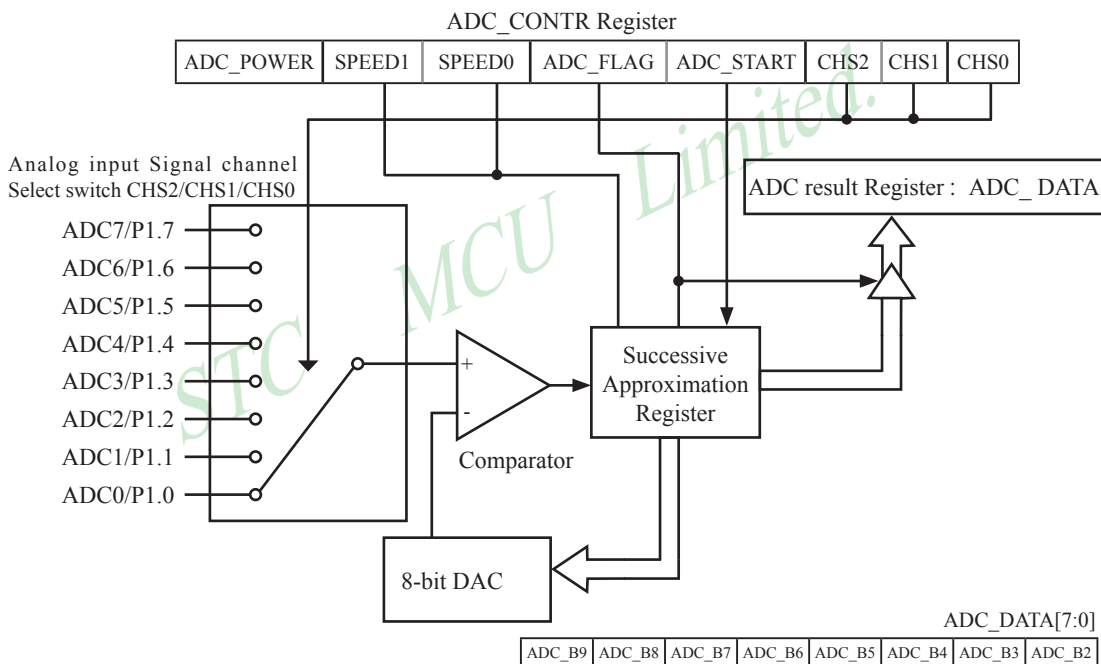 ADC_CONTR Register
ADC_POWER SPEED1 SPEED0 ADC_FLAG ADC_START CHS2 CHS1 CHS0
Analog input Signal channel
Select switch CHS2/CHS1/CHS0
ADC result Register : ADC_ DATA
ADC7/P1.7
ADC6/P1.6
ADC5/P1.5
ADC4/P1.4
ADC3/P1.3
ADC2/P1.2
ADC1/P1.1
ADC0/P1.0
+
-
Comparator
Successive
Approximation
Register
8-bit DAC
ADC_DATA[7:0]
ADC_B9 ADC_B8 ADC_B7 ADC_B6 ADC_B5 ADC_B4 ADC_B3 ADC_B2
STC MCU Limited.